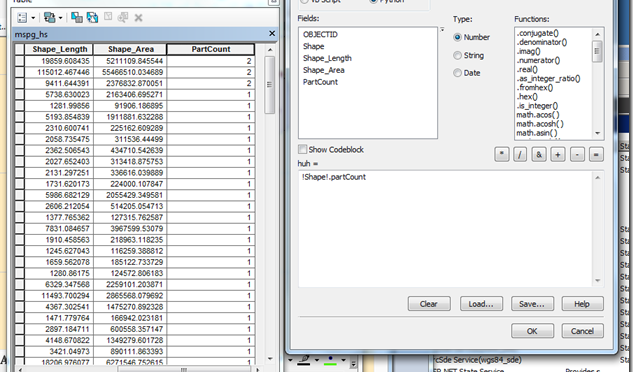 Table
mspg_hs
Shape_Length Shape_Area PartCount
19859.608435 5211109.845544 2
115012.467446 55466510.034689 2
9411.644391 2376832.870051 2
5738.630023 2163406.695271 1
1281.99856 91906.186895 1
5193.854839 1911881.632288 1
2310.600741 225162.609289 1
2058.735475 311536.44499 1
2362.506543 434710.542639 1
2027.652403 313418.875753 1
2131.297251 336616.039889 1
1731.620173 224000.107847 1
5986.682129 2055429.349581 1
2606.212054 514205.054713 1
1377.765362 127315.762587 1
7831.084657 3967599.53079 1
1910.458563 218963.118235 1
1245.627043 116259.388812 1
1659.562078 185122.733729 1
1280.86175 124572.806183 1
6329.347568 2259101.203871 1
11493.700294 2865568.079692 1
4367.302541 1475270.892328 1
1471.779764 166942.023181 1
2897.184711 600558.357147 1
4148.670822 1349279.601728 1
3421.04973 890111.863393 1
18206.976077 6271546.752615 1
VB Script Python
Fields:
OBJECTID
Shape
Shape_Length
Shape_Area
PartCount
Type:
Number
String
Date
Functions:
.conjugate()
.denominator()
.imag()
.numerator()
.real()
.as_integer_ratio()
.fromhex()
.hex()
.is_integer()
math.acos( )
math.acosh( )
math.asin( )
Show Codeblock
* / & + - =
huh =
!Shape!.partCount
Clear Load... Save... Help
OK Cancel
cSde Service(wgs84_sde)
Provides s